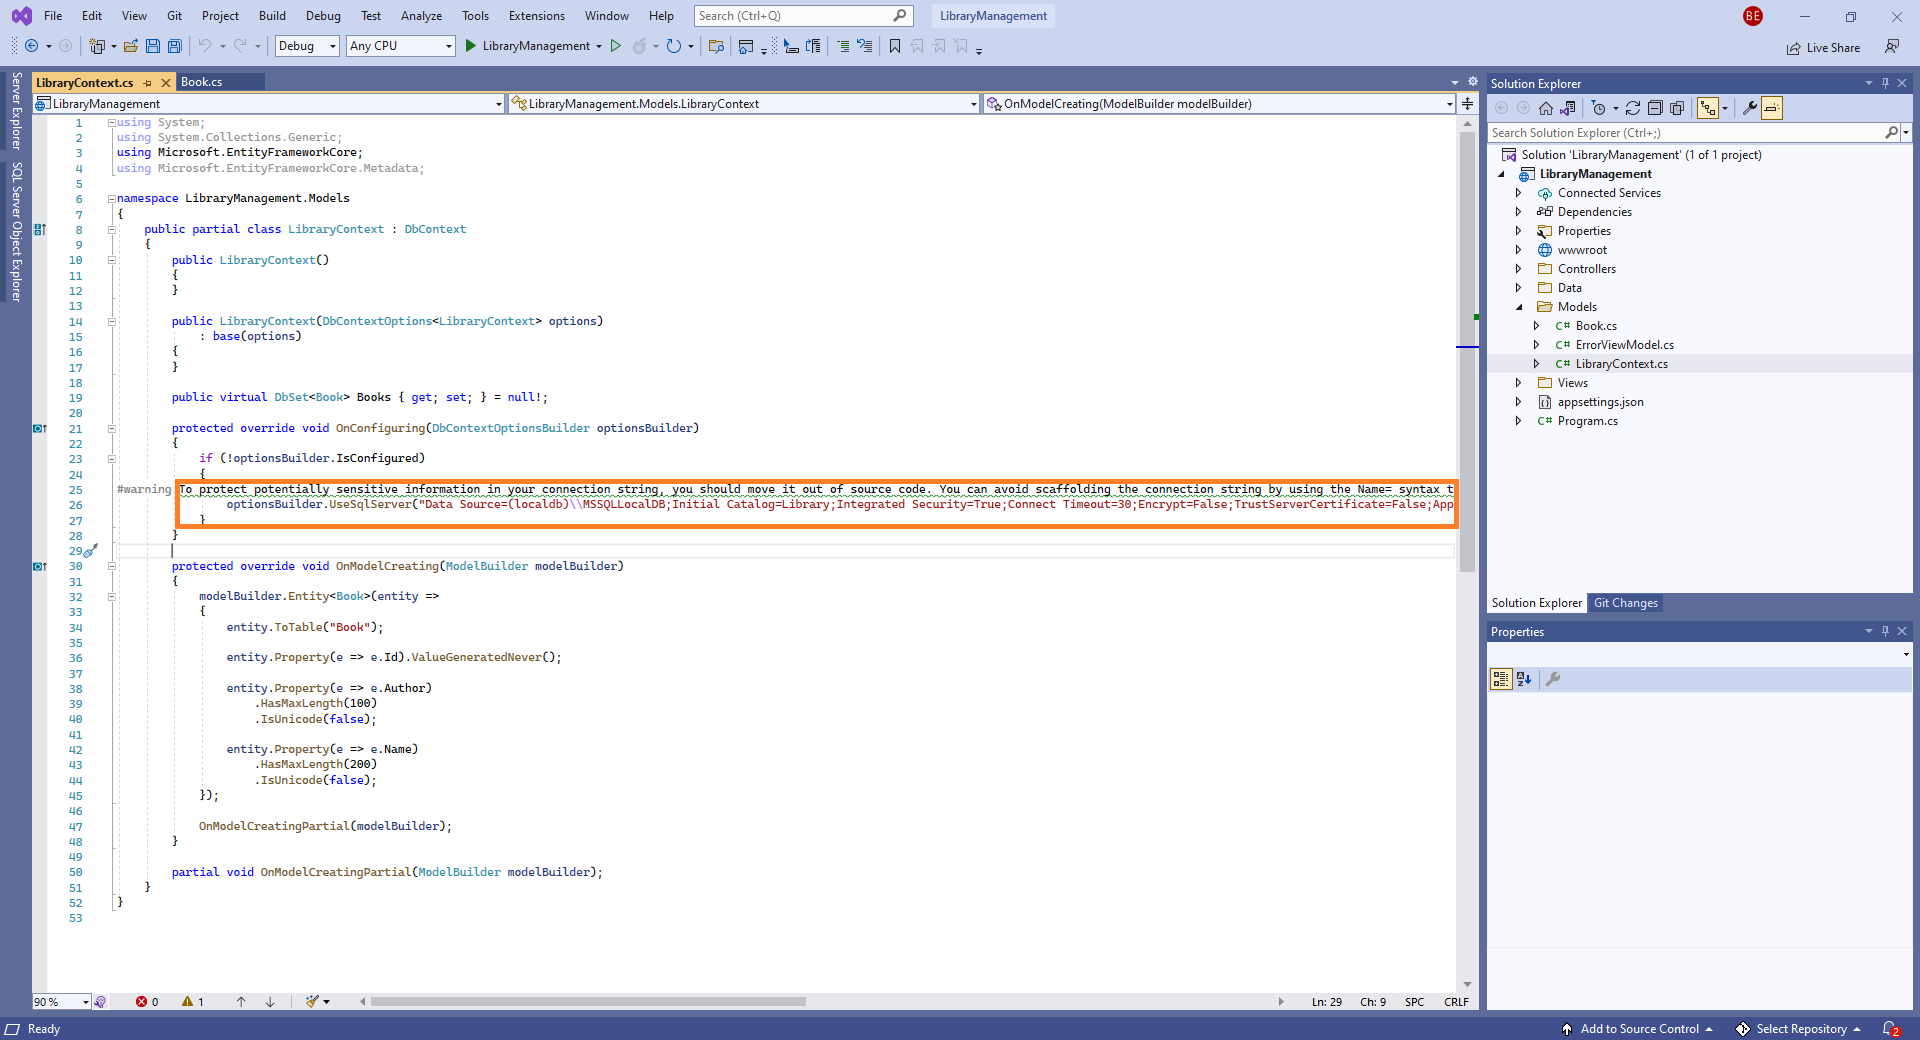 File Edit View Git Project Build Debug Test Analyze Tools Extensions Window Help Search (Ctrl+Q) LibraryManagement BE
Debug Any CPU LibraryManagement Live Share
Server Explorer
SQL Server Object Explorer
LibraryContext.cs Book.cs
LibraryManagement LibraryManagement.Models.LibraryContext OnModelCreating(ModelBuilder modelBuilder)
1 using System;
2 using System.Collections.Generic;
3 using Microsoft.EntityFrameworkCore;
4 using Microsoft.EntityFrameworkCore.Metadata;
5
6 namespace LibraryManagement.Models
7 {
8 public partial class LibraryContext : DbContext
9 {
10 public LibraryContext()
11 {
12 }
13
14 public LibraryContext(DbContextOptions<LibraryContext> options)
15 : base(options)
16 {
17 }
18
19 public virtual DbSet<Book> Books { get; set; } = null!;
20
21 protected override void OnConfiguring(DbContextOptionsBuilder optionsBuilder)
22 {
23 if (!optionsBuilder.IsConfigured)
24 {
25 #warning To protect potentially sensitive information in your connection string, you should move it out of source code. You can avoid scaffolding the connection string by using the Name= syntax t
26 optionsBuilder.UseSqlServer("Data Source=(localdb)\\MSSQLLocalDB;Initial Catalog=Library;Integrated Security=True;Connect Timeout=30;Encrypt=False;TrustServerCertificate=False;App
27 }
28 }
29
30 protected override void OnModelCreating(ModelBuilder modelBuilder)
31 {
32 modelBuilder.Entity<Book>(entity =>
33 {
34 entity.ToTable("Book");
35
36 entity.Property(e => e.Id).ValueGeneratedNever();
37
38 entity.Property(e => e.Author)
39 .HasMaxLength(100)
40 .IsUnicode(false);
41
42 entity.Property(e => e.Name)
43 .HasMaxLength(200)
44 .IsUnicode(false);
45 });
46
47 OnModelCreatingPartial(modelBuilder);
48 }
49
50 partial void OnModelCreatingPartial(ModelBuilder modelBuilder);
51 }
52 }
53
90 % 0 1 Ln: 29 Ch: 9 SPC CRLF
Solution Explorer
Search Solution Explorer (Ctrl+;)
Solution 'LibraryManagement' (1 of 1 project)
LibraryManagement
Connected Services
Dependencies
Properties
wwwroot
Controllers
Data
Models
C# Book.cs
C# ErrorViewModel.cs
C# LibraryContext.cs
Views
appsettings.json
C# Program.cs
Solution Explorer Git Changes
Properties
Ready Add to Source Control Select Repository 2